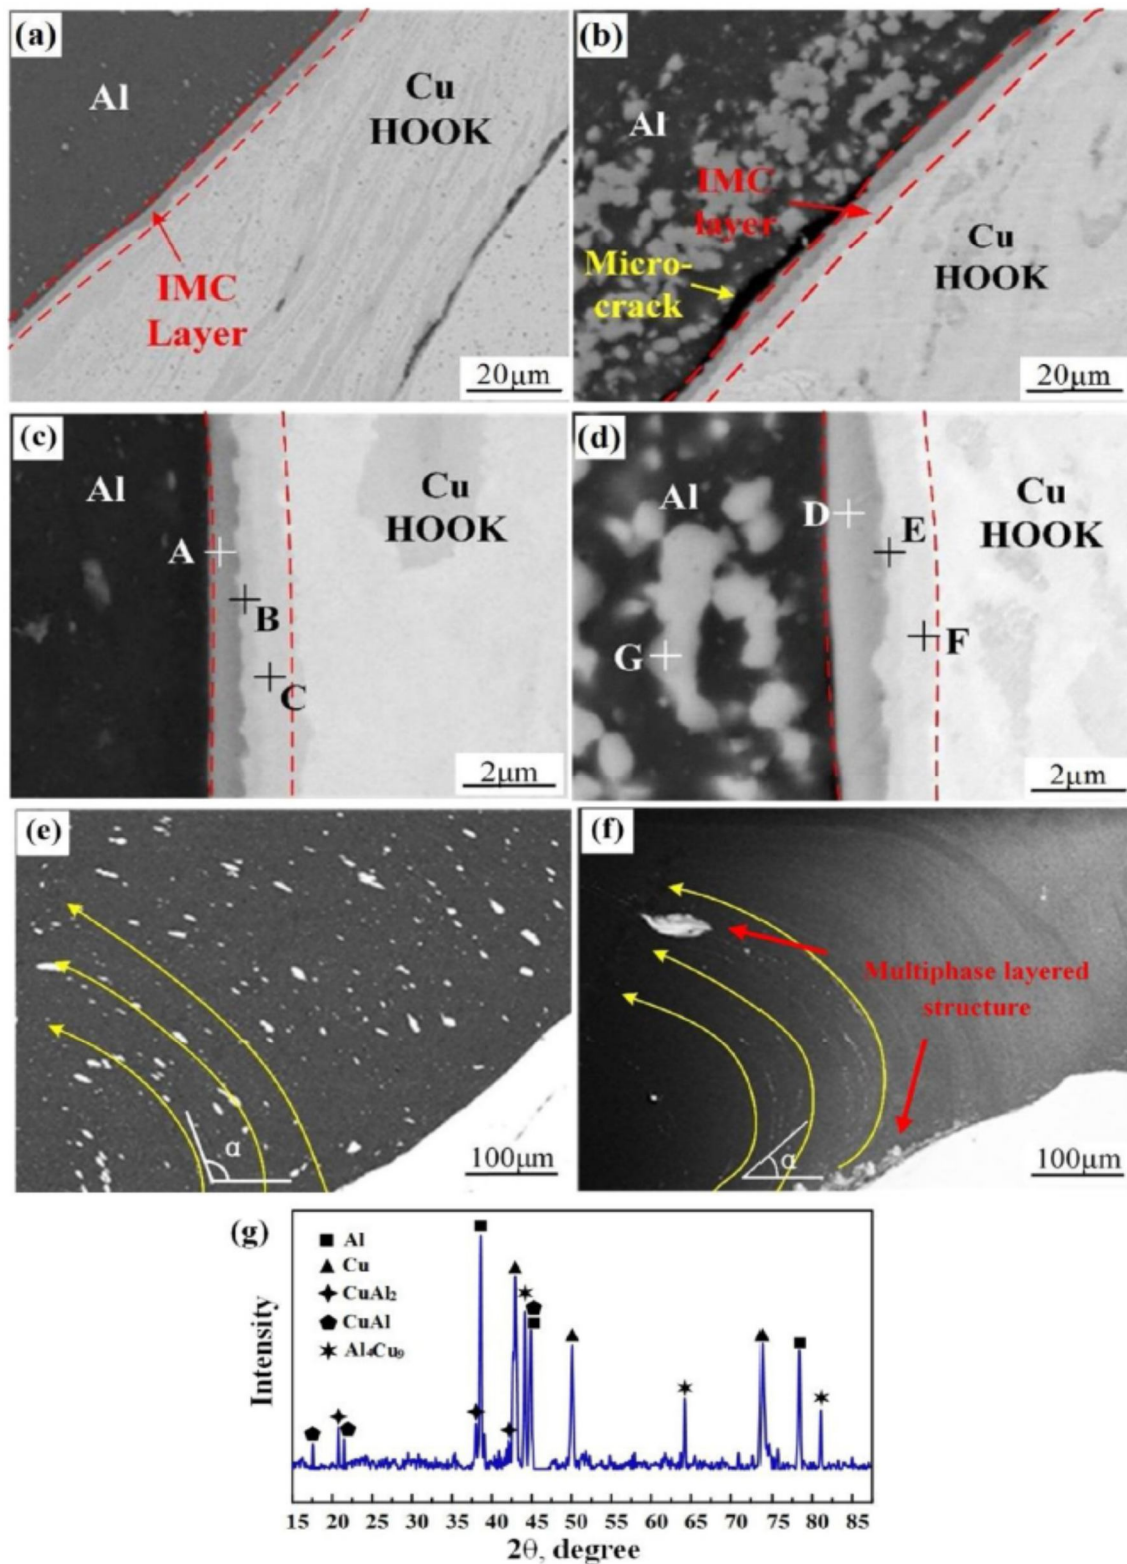 (a)
Al
Cu
HOOK
IMC
Layer
20μm
(b)
Al
IMC
layer
Micro-
crack
Cu
HOOK
20μm
(c)
Al
A
B
C
Cu
HOOK
2μm
(d)
Al
D
E
F
G
Cu
HOOK
2μm
(e)
α
100μm
(f)
Multiphase layered
structure
α
100μm
(g)
Al
Cu
CuAl₂
CuAl
Al₄Cu₉
Intensity
15 20 25 30 35 40 45 50 55 60 65 70 75 80 85
2θ, degree